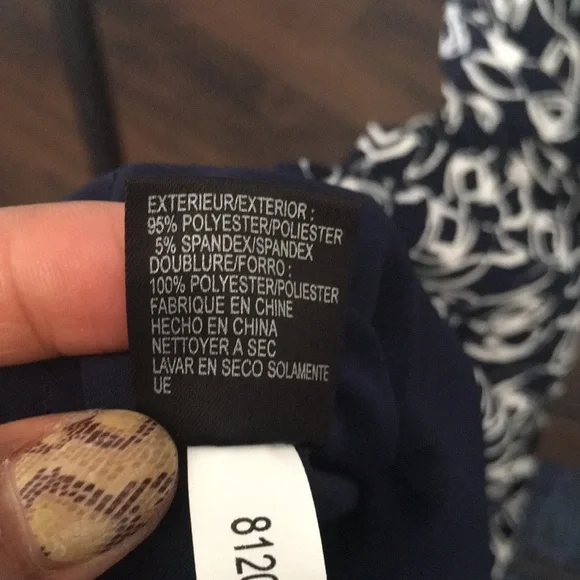 EXTERIEUR/EXTERIOR :
95% POLYESTER/POLIESTER
5% SPANDEX/SPANDEX
DOUBLURE/FORRO :
100% POLYESTER/POLIESTER
FABRIQUE EN CHINE
HECHO EN CHINA
NETTOYER A SEC
LAVAR EN SECO SOLAMENTE
UE
8120